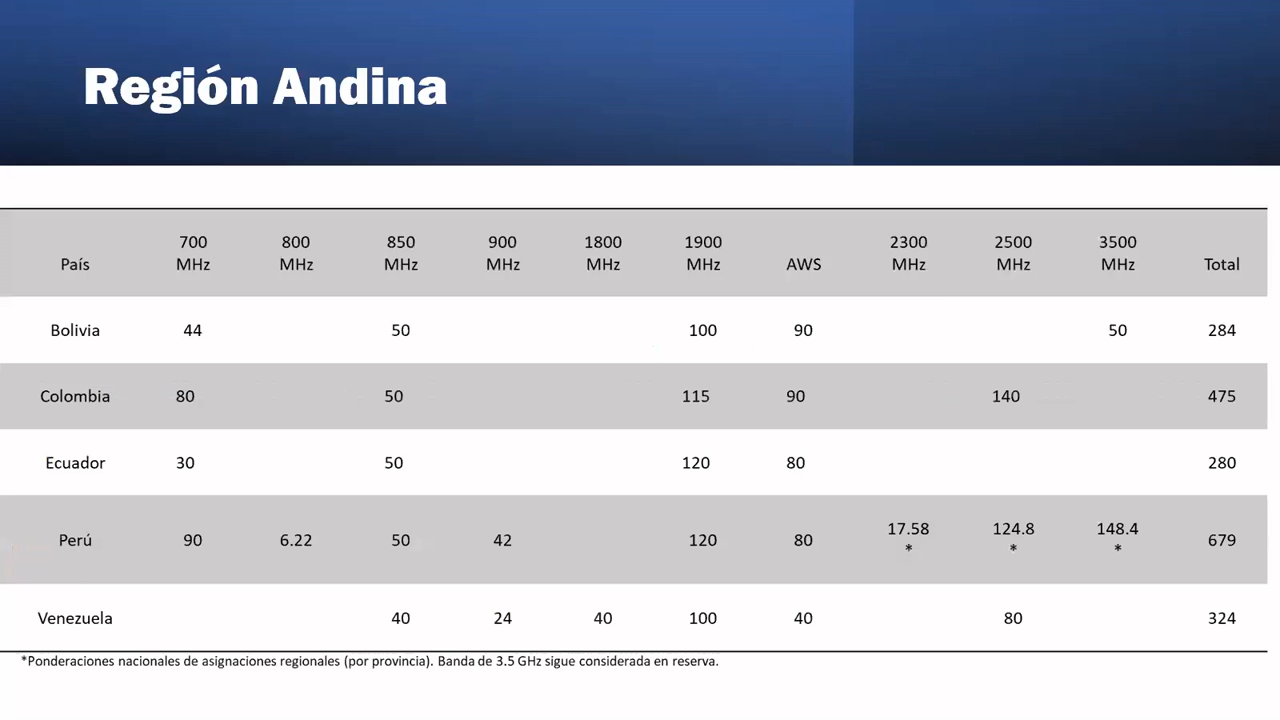 Región Andina
País 700 MHz 800 MHz 850 MHz 900 MHz 1800 MHz 1900 MHz AWS 2300 MHz 2500 MHz 3500 MHz Total
Bolivia 44 50 100 90 50 284
Colombia 80 50 115 90 140 475
Ecuador 30 50 120 80 280
Perú 90 6.22 50 42 120 80 17.58 * 124.8 * 148.4 * 679
Venezuela 40 24 40 100 40 80 324
*Ponderaciones nacionales de asignaciones regionales (por provincia). Banda de 3.5 GHz sigue considerada en reserva.